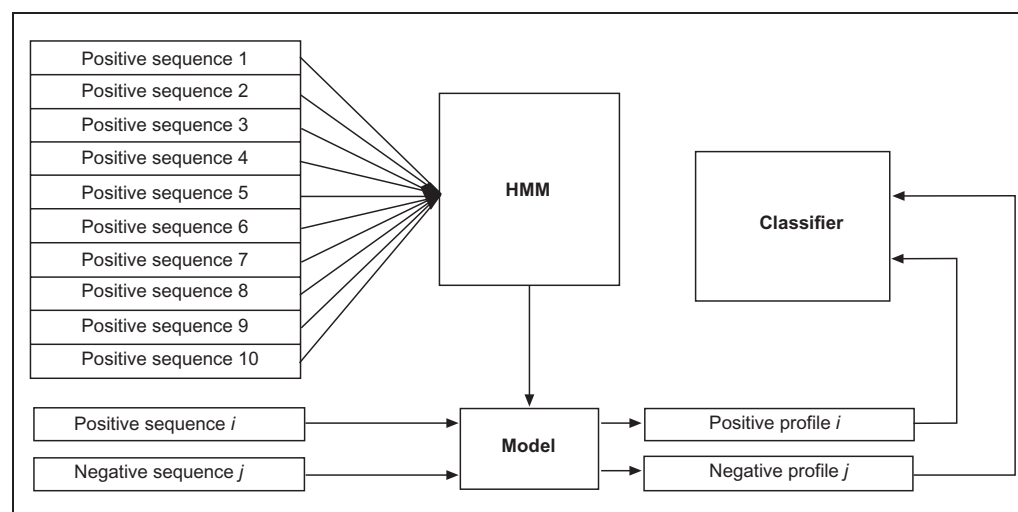 Positive sequence 1
Positive sequence 2
Positive sequence 3
Positive sequence 4
Positive sequence 5
Positive sequence 6
Positive sequence 7
Positive sequence 8
Positive sequence 9
Positive sequence 10
HMM
Classifier
Positive sequence i
Negative sequence j
Model
Positive profile i
Negative profile j